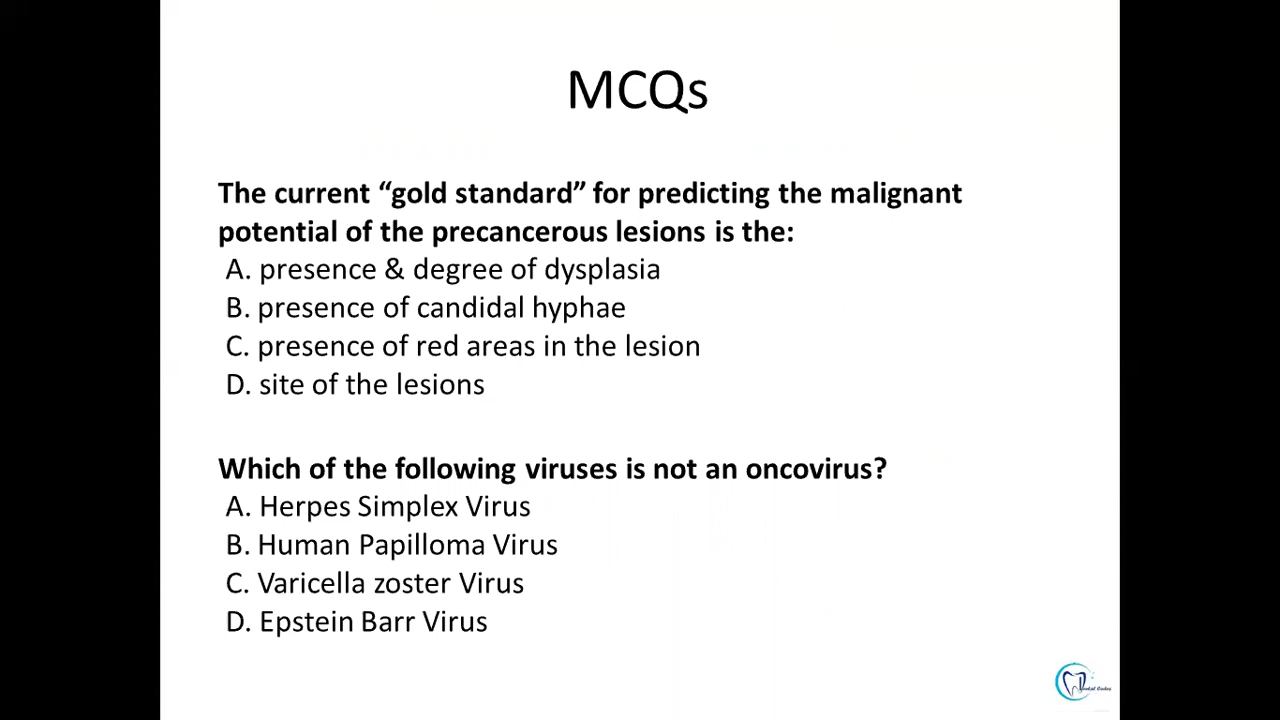 MCQs
The current “gold standard” for predicting the malignant
potential of the precancerous lesions is the:
A. presence & degree of dysplasia
B. presence of candidal hyphae
C. presence of red areas in the lesion
D. site of the lesions
Which of the following viruses is not an oncovirus?
A. Herpes Simplex Virus
B. Human Papilloma Virus
C. Varicella zoster Virus
D. Epstein Barr Virus